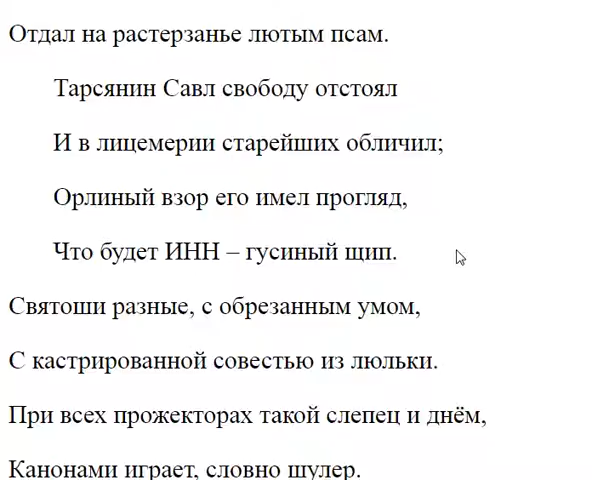 Отдал на растерзанье лютым псам.
Тарсянин Савл свободу отстоял
И в лицемерии старейших обличил;
Орлиный взор его имел прогляд,
Что будет ИНН – гусиный щип.
Святоши разные, с обрезанным умом,
С кастрированной совестью из люльки.
При всех прожекторах такой слепец и днём,
Канонами играет, словно шулер.